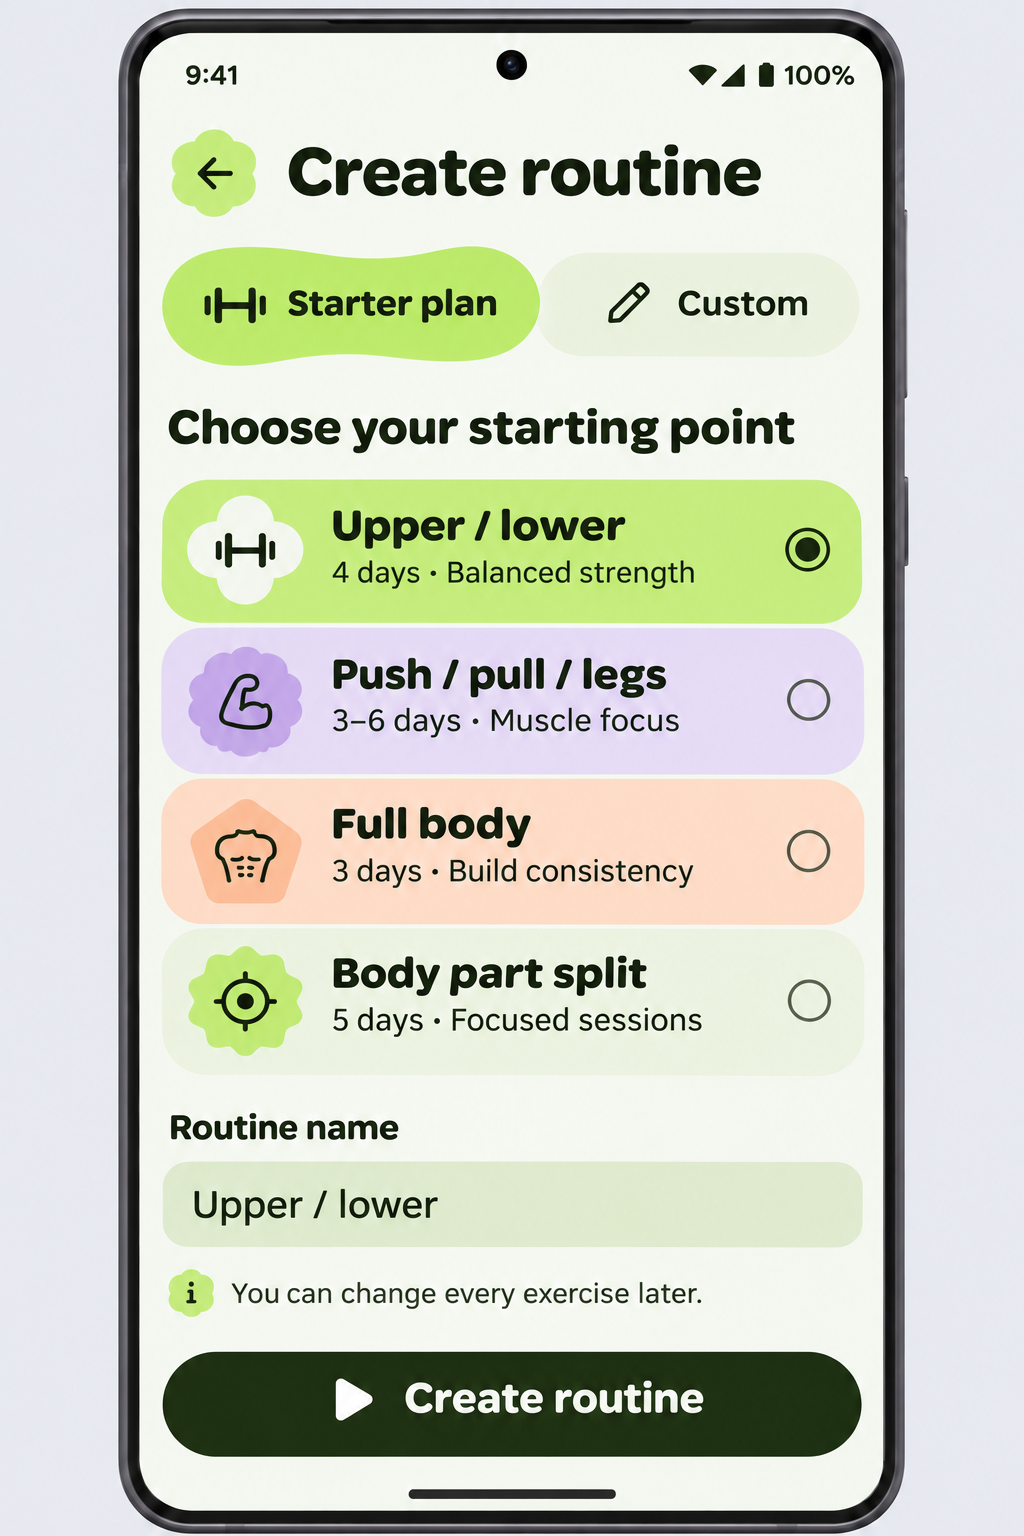 9:41
100%
Create routine
Starter plan
Custom
Choose your starting point
Upper / lower
4 days · Balanced strength
Push / pull / legs
3–6 days · Muscle focus
Full body
3 days · Build consistency
Body part split
5 days · Focused sessions
Routine name
Upper / lower
i You can change every exercise later.
Create routine